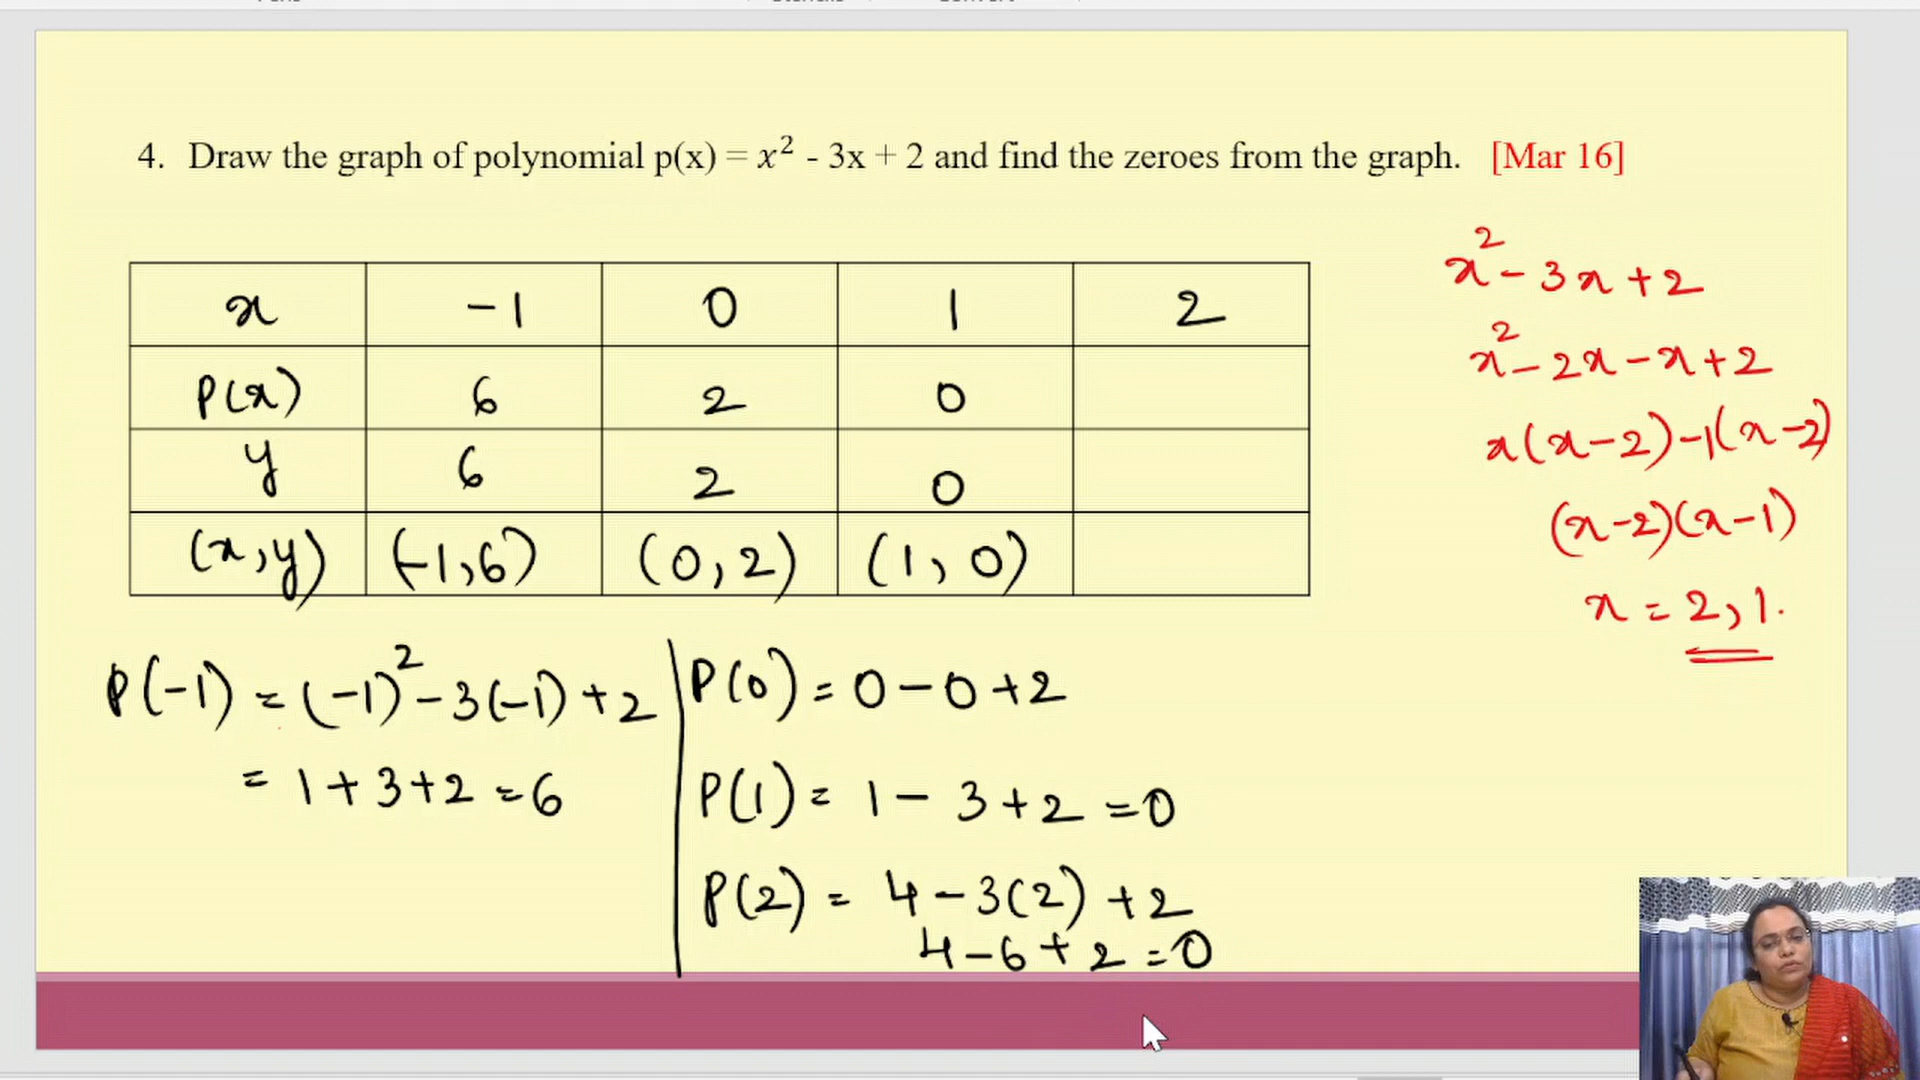 4. Draw the graph of polynomial p(x) = x² - 3x + 2 and find the zeroes from the graph. [Mar 16]
x -1 0 1 2
P(x) 6 2 0
y 6 2 0
(x,y) (-1,6) (0,2) (1,0)
x² - 3x + 2
x² - 2x - x + 2
x(x-2) -1(x-2)
(x-2)(x-1)
x = 2,1.
P(-1) = (-1)² - 3(-1) + 2
= 1 + 3 + 2 = 6
P(0) = 0 - 0 + 2
P(1) = 1 - 3 + 2 = 0
P(2) = 4 - 3(2) + 2
4 - 6 + 2 = 0